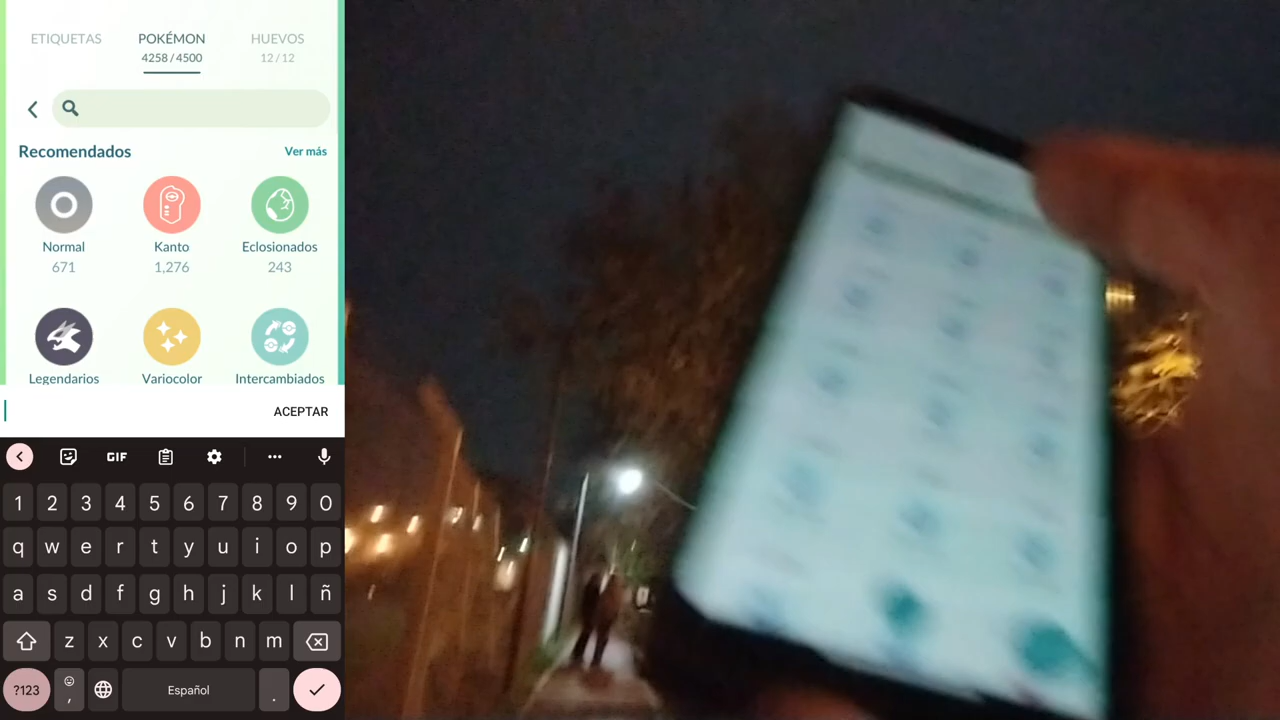 ETIQUETAS POKÉMON HUEVOS
4258 / 4500 12 / 12
Recomendados Ver más
Normal Kanto Eclosionados
671 1,276 243
Legendarios Variocolor Intercambiados
ACEPTAR
GIF
1 2 3 4 5 6 7 8 9 0
q w e r t y u i o p
a s d f g h j k l ñ
z x c v b n m
?123 , Español .